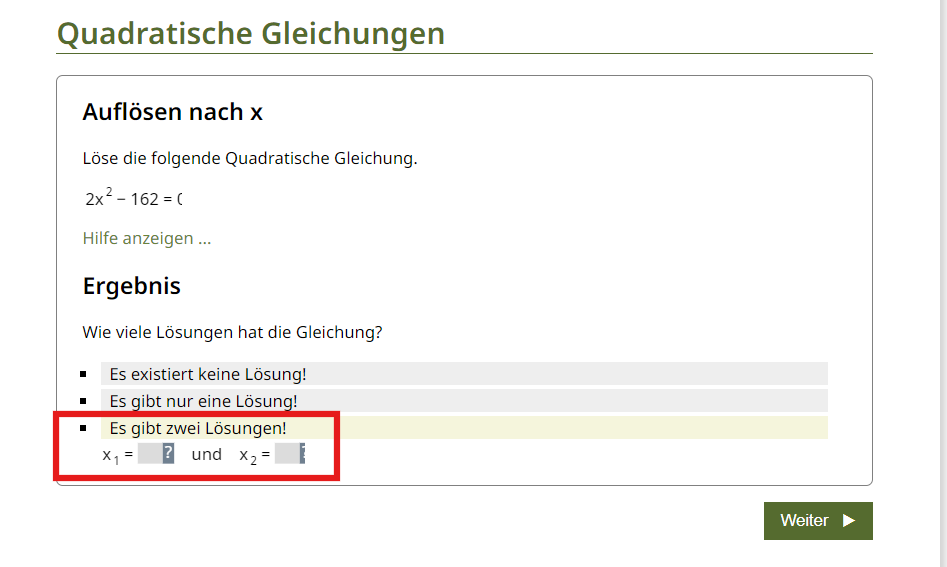 Quadratische Gleichungen
Auflösen nach x
Löse die folgende Quadratische Gleichung.
2x² − 162 = 0
Hilfe anzeigen ...
Ergebnis
Wie viele Lösungen hat die Gleichung?
Es existiert keine Lösung!
Es gibt nur eine Lösung!
Es gibt zwei Lösungen!
x₁ = ? und x₂ = ?
Weiter ▶